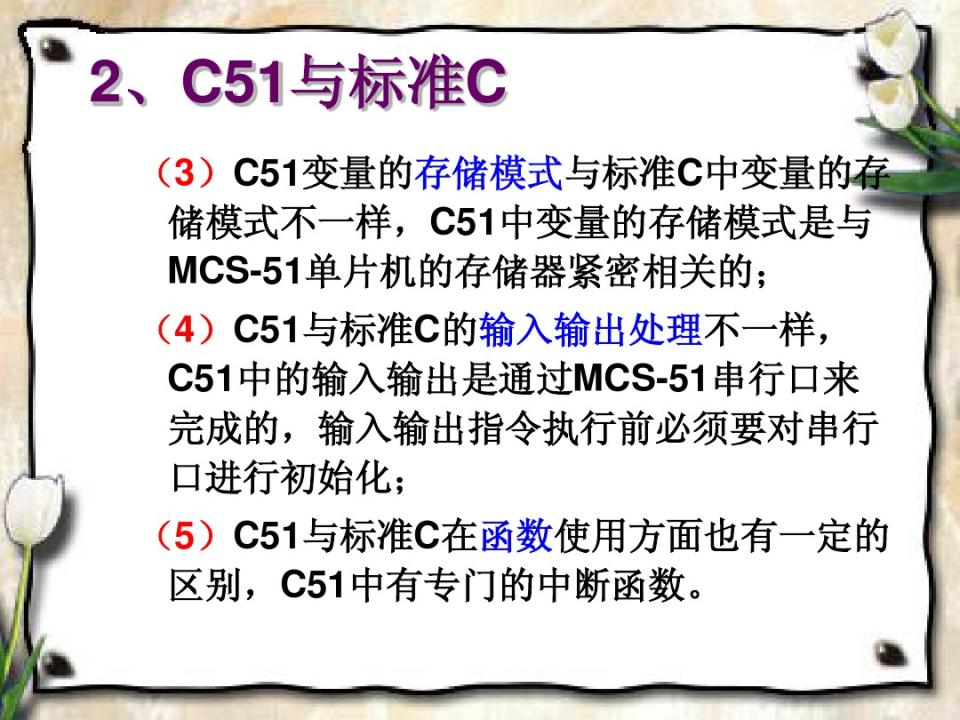 2、C51与标准C
（3）C51变量的存储模式与标准C中变量的存
储模式不一样，C51中变量的存储模式是与
MCS-51单片机的存储器紧密相关的；
（4）C51与标准C的输入输出处理不一样，
C51中的输入输出是通过MCS-51串行口来
完成的，输入输出指令执行前必须要对串行
口进行初始化；
（5）C51与标准C在函数使用方面也有一定的
区别，C51中有专门的中断函数。